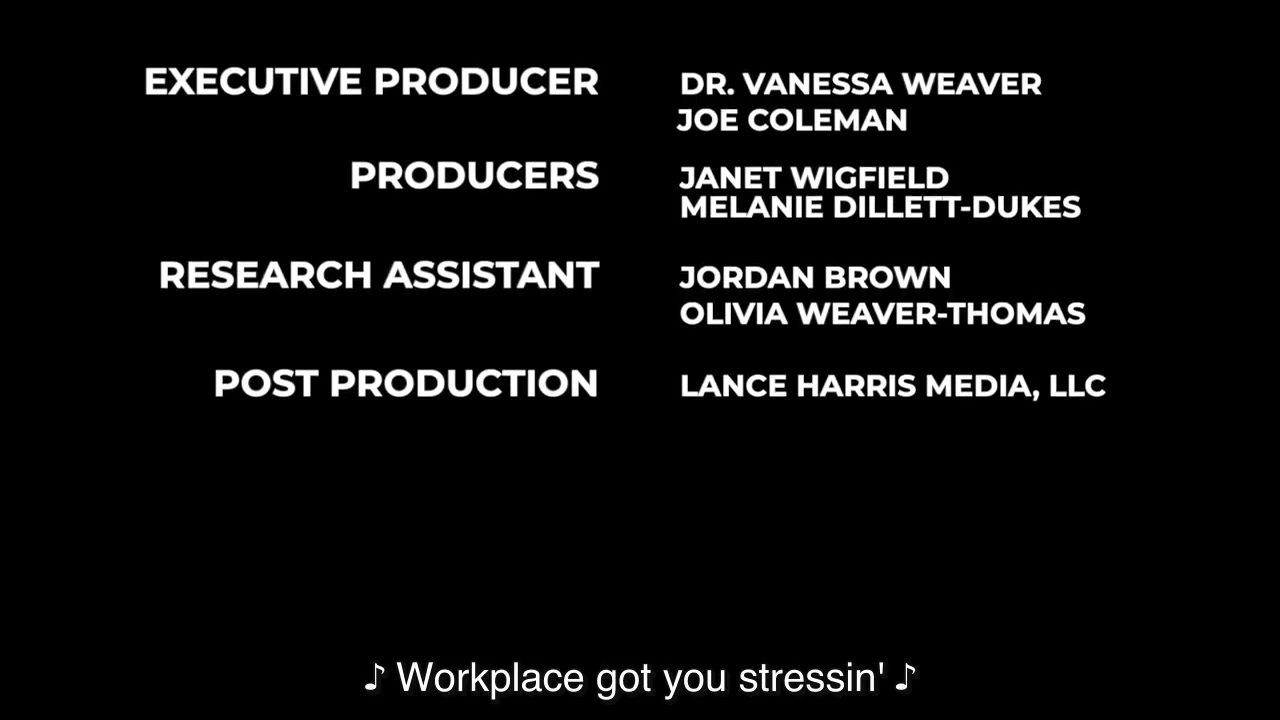 EXECUTIVE PRODUCER DR. VANESSA WEAVER
JOE COLEMAN
PRODUCERS JANET WIGFIELD
MELANIE DILLETT-DUKES
RESEARCH ASSISTANT JORDAN BROWN
OLIVIA WEAVER-THOMAS
POST PRODUCTION LANCE HARRIS MEDIA, LLC
♪ Workplace got you stressin' ♪